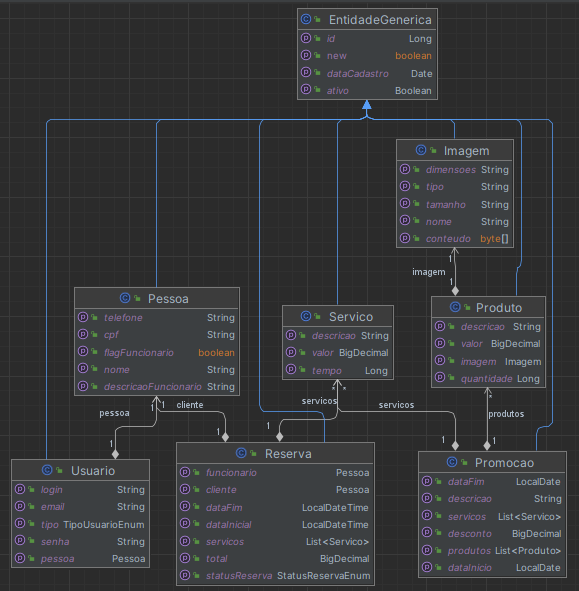 EntidadeGenerica
id Long
new boolean
dataCadastro Date
ativo Boolean
Imagem
dimensoes String
tipo String
tamanho String
nome String
conteudo byte[]
1
imagem
1
Pessoa
telefone String
cpf String
flagFuncionario boolean
nome String
descricaoFuncionario String
Servico
descricao String
valor BigDecimal
tempo Long
Produto
descricao String
valor BigDecimal
imagem Imagem
quantidade Long
1 1
pessoa
cliente
1
1
*
*
servicos
servicos
1
1
*
produtos
1
Usuario
login String
email String
tipo TipoUsuarioEnum
senha String
pessoa Pessoa
Reserva
funcionario Pessoa
cliente Pessoa
dataFim LocalDateTime
dataInicial LocalDateTime
servicos List<Servico>
total BigDecimal
statusReserva StatusReservaEnum
Promocao
dataFim LocalDate
descricao String
servicos List<Servico>
desconto BigDecimal
produtos List<Produto>
dataInicio LocalDate